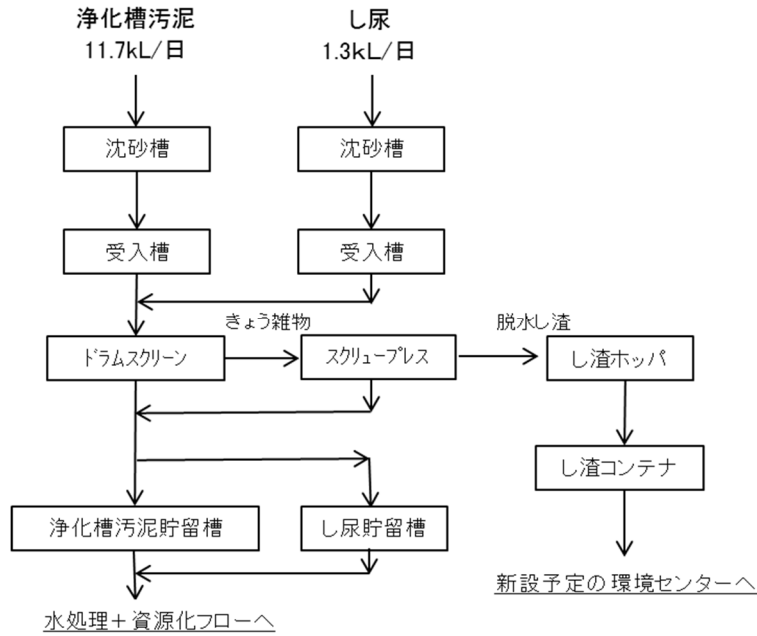 浄化槽汚泥
11.7kL/日
し尿
1.3kL/日
沈砂槽
沈砂槽
受入槽
受入槽
きょう雑物
脱水し渣
ドラムスクリーン
スクリュープレス
し渣ホッパ
し渣コンテナ
浄化槽汚泥貯留槽
し尿貯留槽
新設予定の環境センターへ
水処理＋資源化フローへ